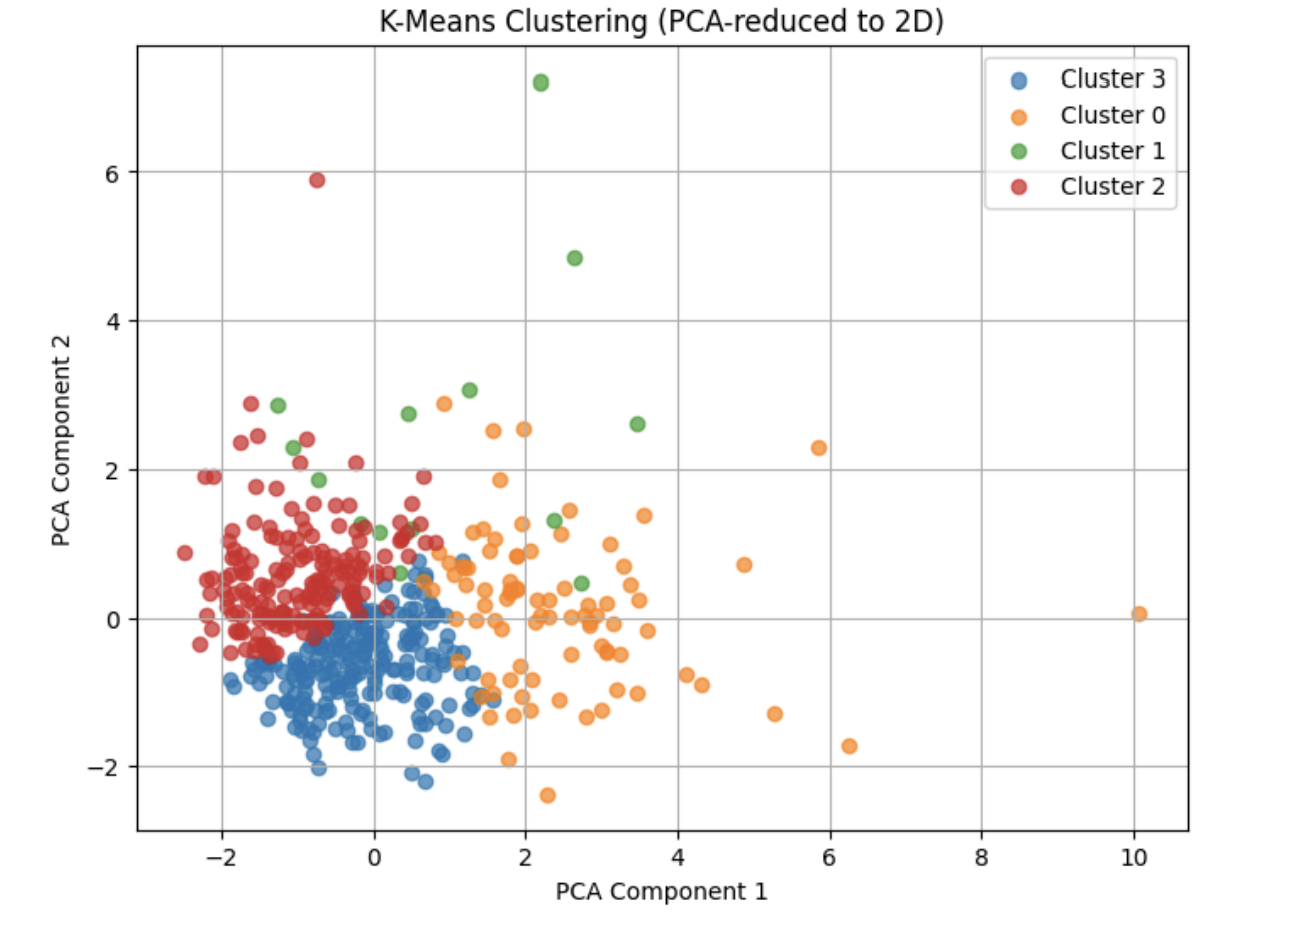 K-Means Clustering (PCA-reduced to 2D)
Cluster 3
Cluster 0
Cluster 1
Cluster 2
PCA Component 2
6
4
2
0
−2
−2 0 2 4 6 8 10
PCA Component 1